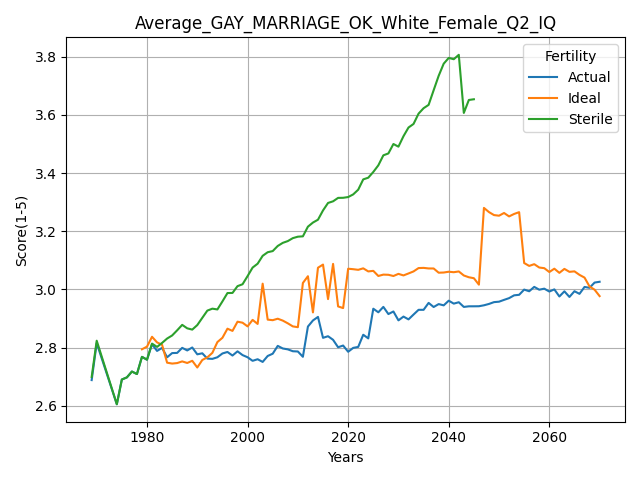 Average_GAY_MARRIAGE_OK_White_Female_Q2_IQ
Fertility
Actual
Ideal
Sterile
Score(1-5)
3.8
3.6
3.4
3.2
3.0
2.8
2.6
1980
2000
2020
2040
2060
Years